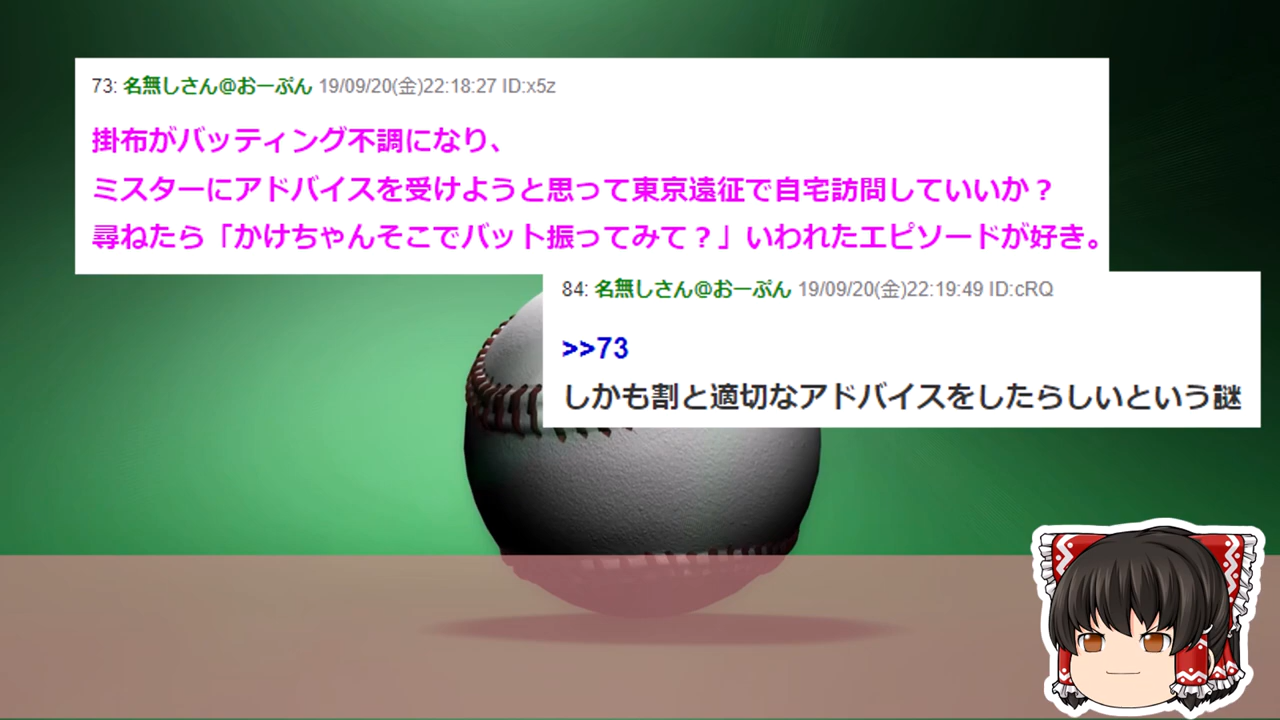 73: 名無しさん@おーぷん 19/09/20(金)22:18:27 ID:x5z
掛布がバッティング不調になり、
ミスターにアドバイスを受けようと思って東京遠征で自宅訪問していいか？
尋ねたら「かけちゃんそこでバット振ってみて？」いわれたエピソードが好き。
84: 名無しさん@おーぷん 19/09/20(金)22:19:49 ID:cRQ
>>73
しかも割と適切なアドバイスをしたらしいという謎